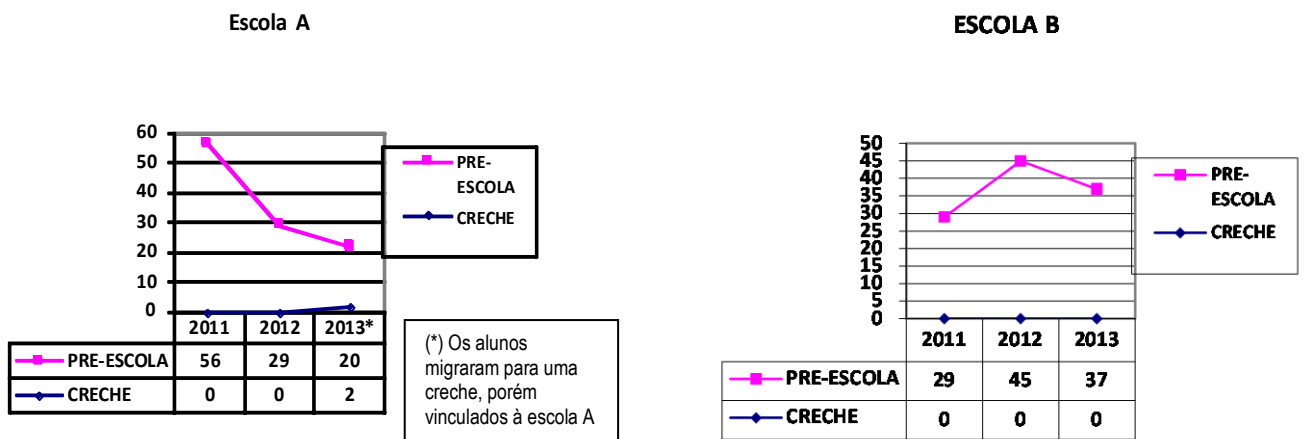 Escola A
60
50
40
30
20
10
0
PRE-
ESCOLA
CRECHE
2011 2012 2013*
PRE-ESCOLA 56 29 20
CRECHE 0 0 2
(*) Os alunos
migraram para uma
creche, porém
vinculados à escola A
ESCOLA B
50
45
40
35
30
25
20
15
10
5
0
PRE-
ESCOLA
CRECHE
2011 2012 2013
PRE-ESCOLA 29 45 37
CRECHE 0 0 0